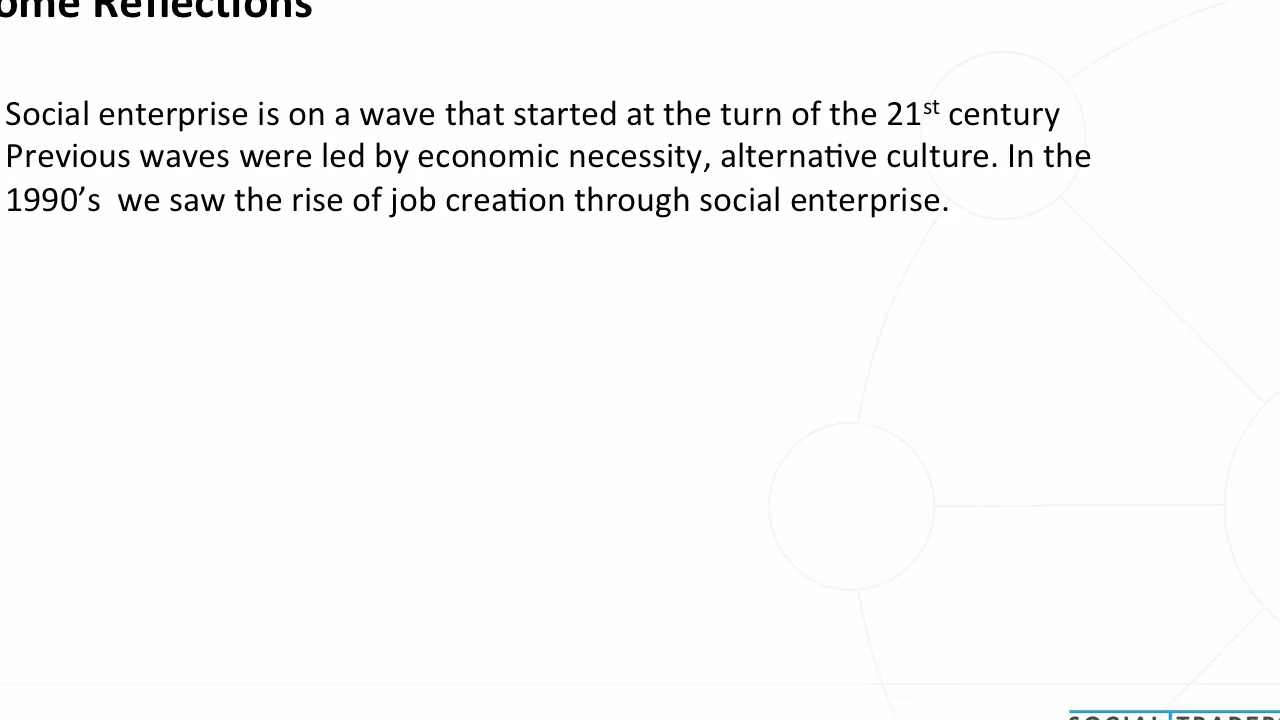 ome Reflections
Social enterprise is on a wave that started at the turn of the 21st century
Previous waves were led by economic necessity, alternative culture. In the
1990’s  we saw the rise of job creation through social enterprise.